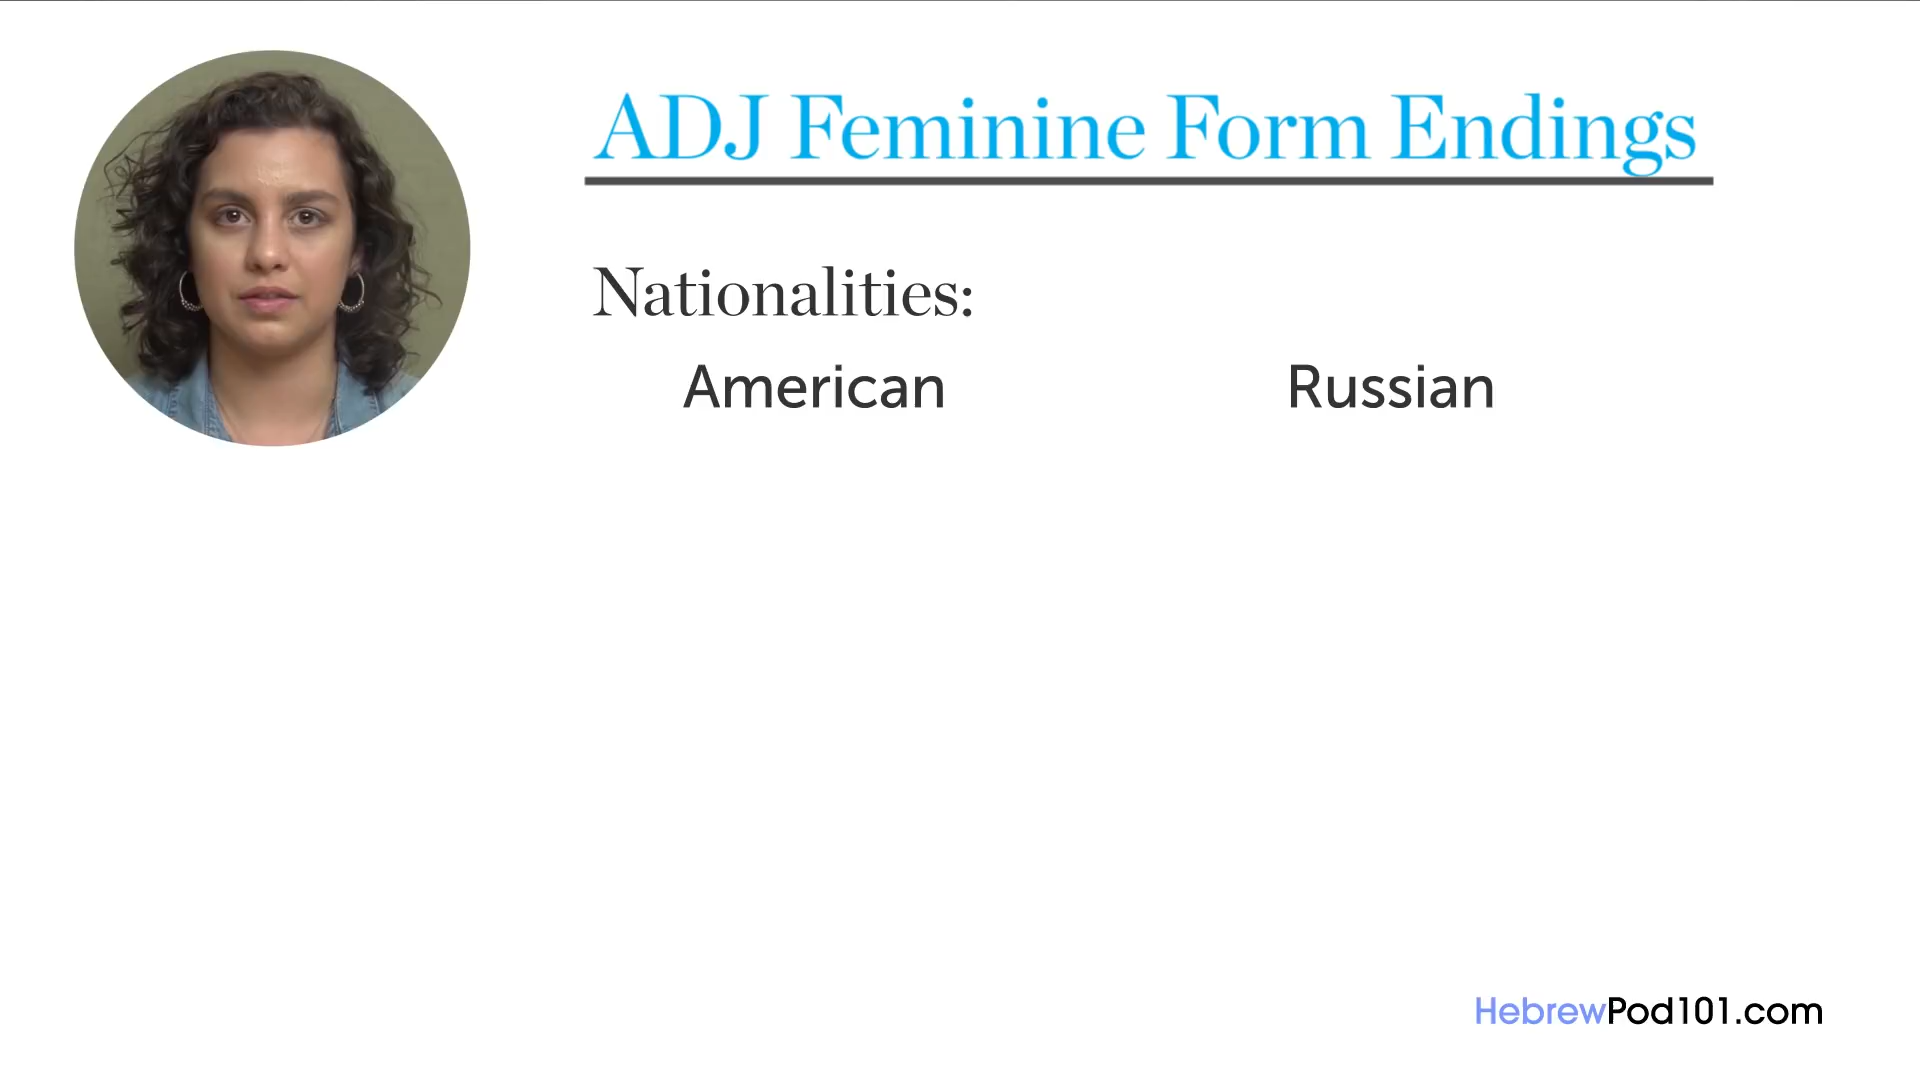 ADJ Feminine Form Endings
Nationalities:
American Russian
HebrewPod101.com